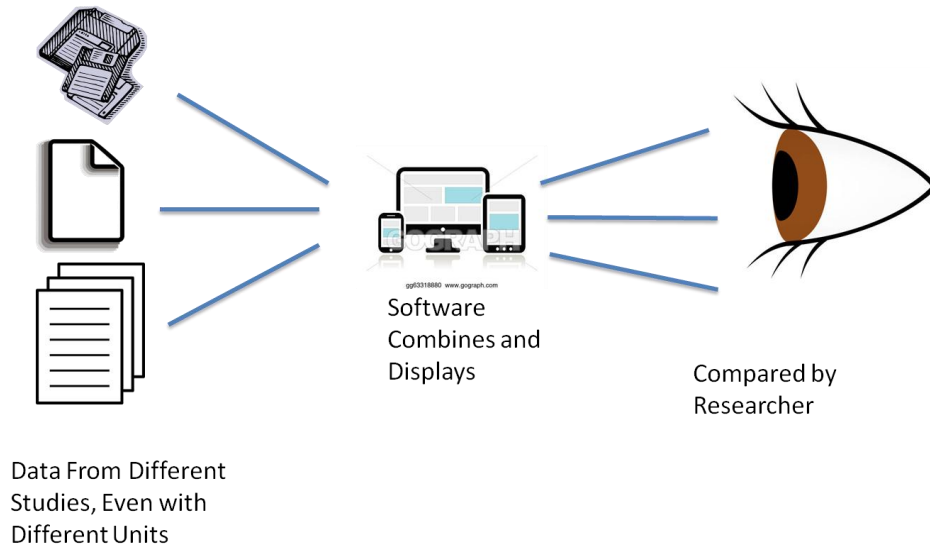 GOGRAPH
gg63318880 www.gograph.com
Software
Combines and
Displays
Compared by
Researcher
Data From Different
Studies, Even with
Different Units